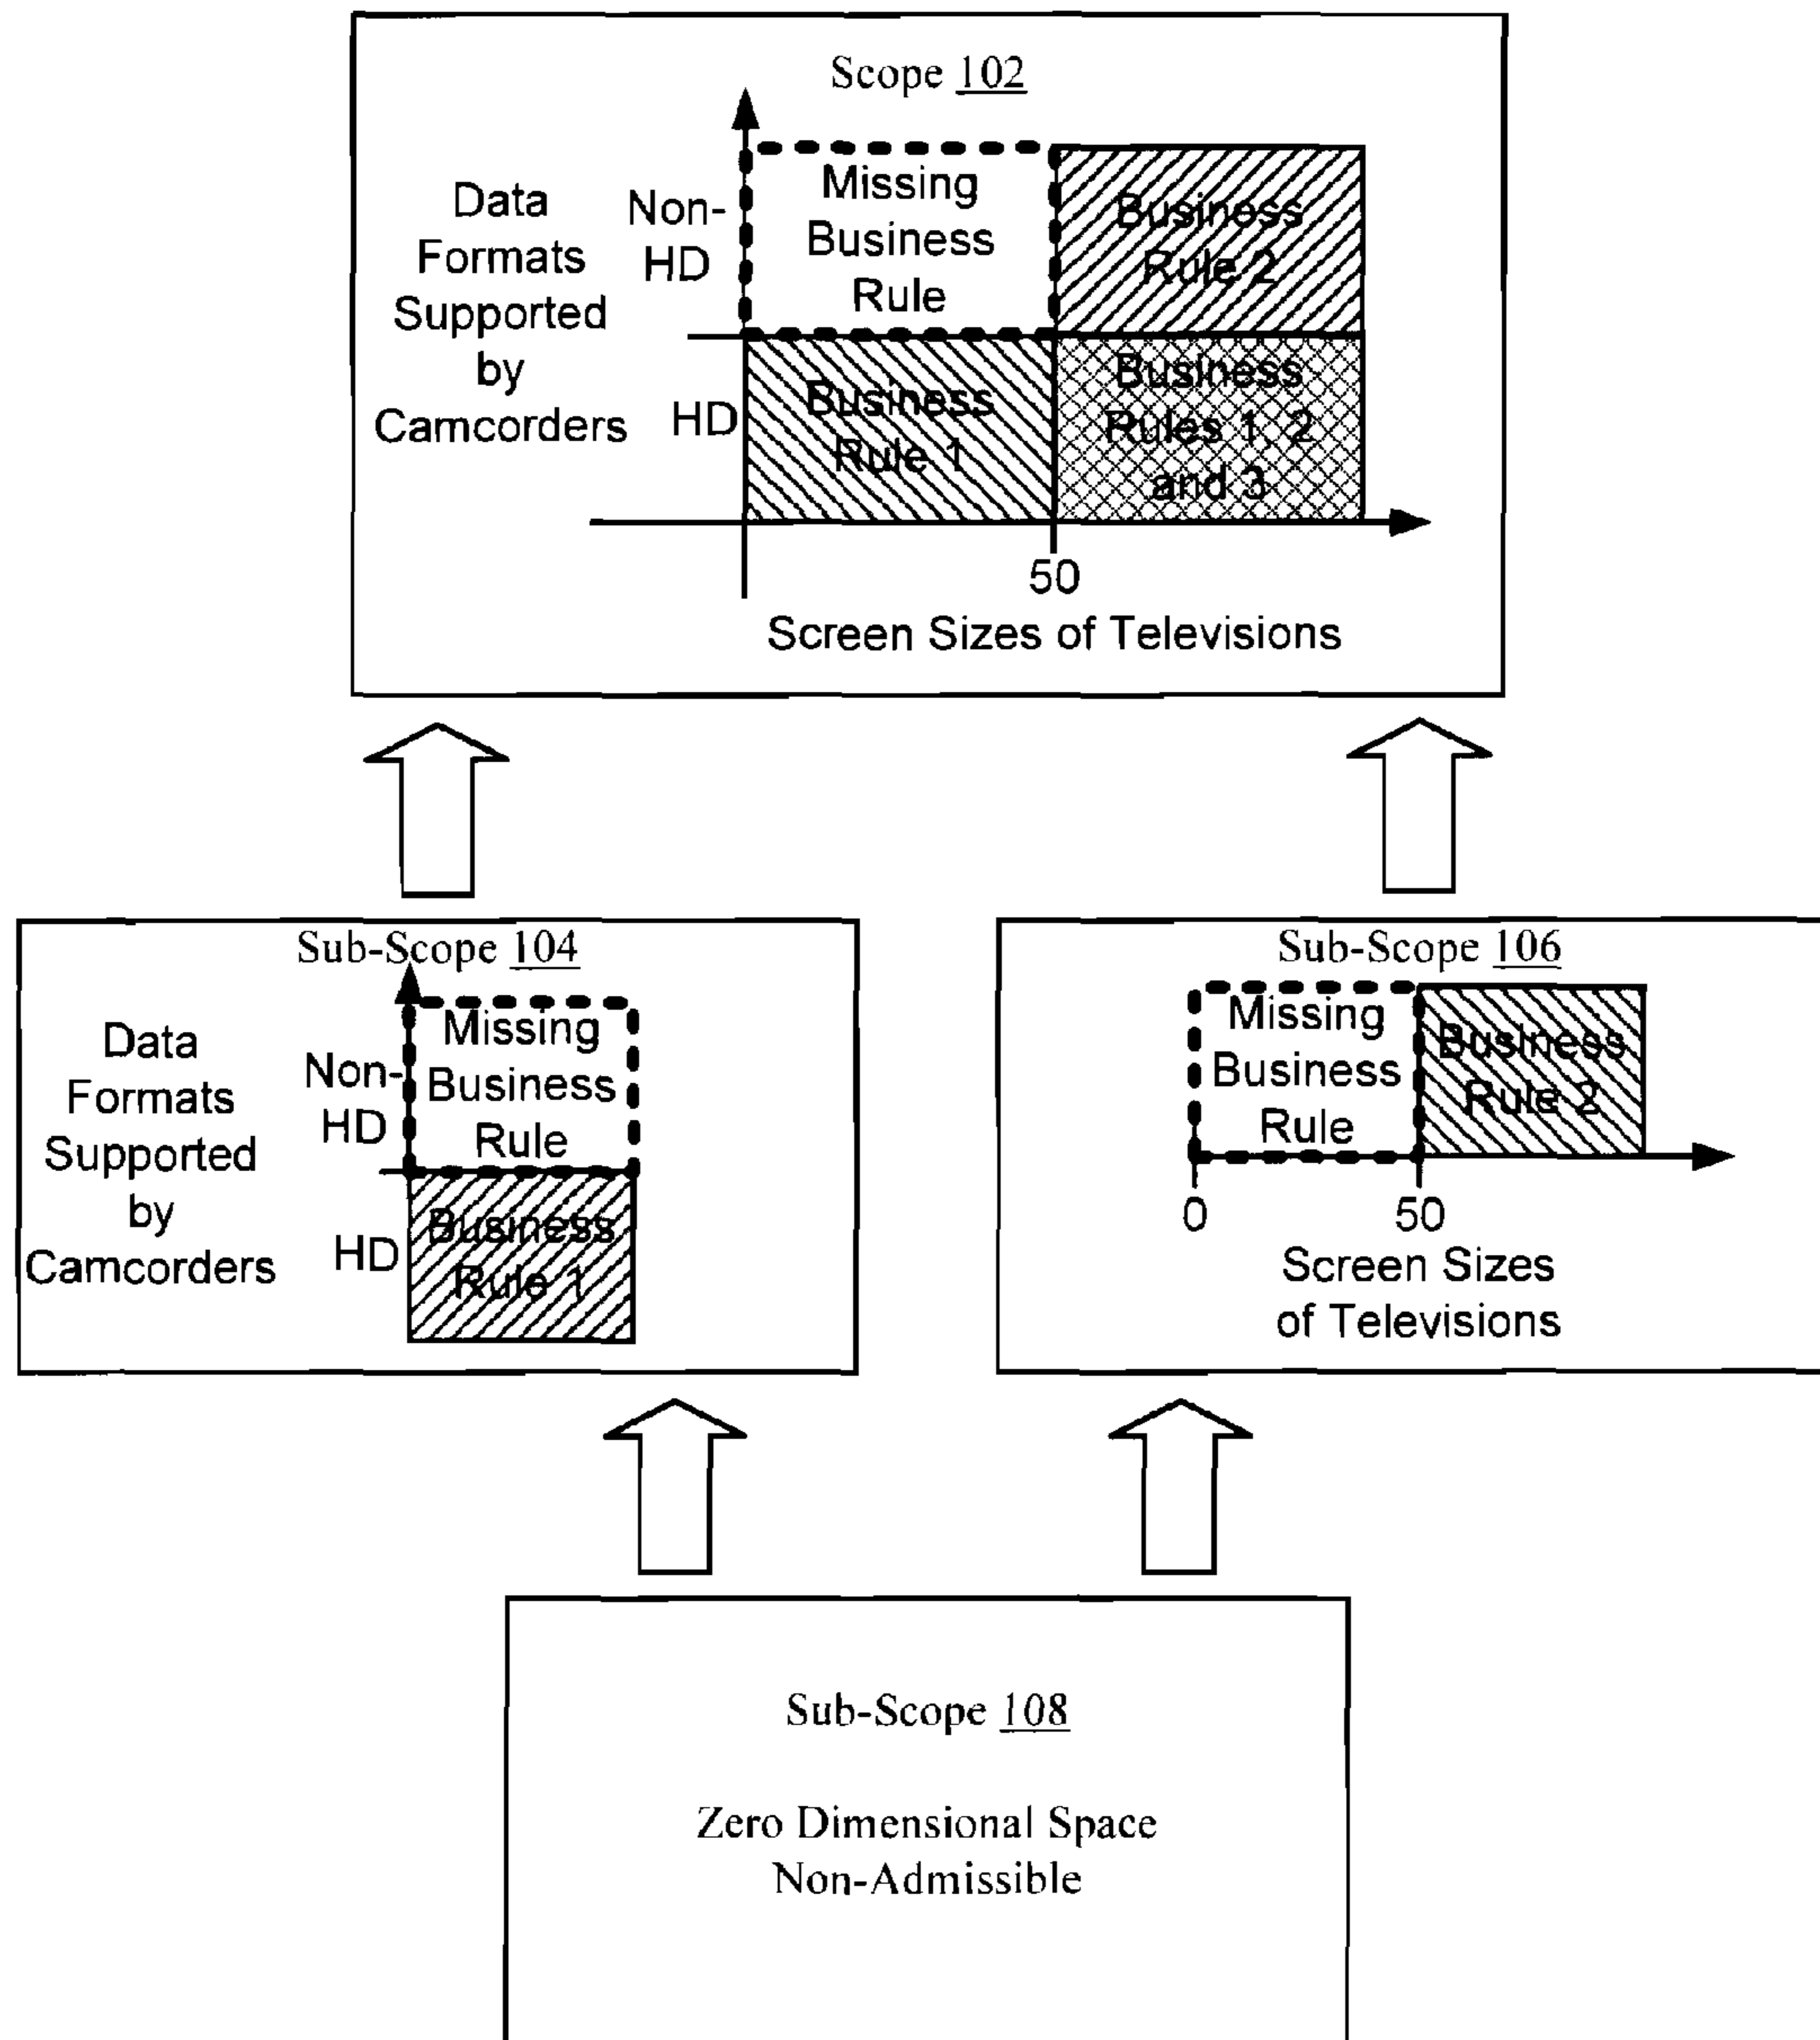 Scope 102
Data
Formats
Supported
by
Camcorders
Non-
HD
HD
Missing
Business
Rule
Business
Rule 2
Business
Rule 1
Business
Rules 1, 2
and 3
50
Screen Sizes of Televisions
Sub-Scope 104
Data
Formats
Supported
by
Camcorders
Non-
HD
HD
Missing
Business
Rule
Business
Rule 1
Sub-Scope 106
Missing
Business
Rule
Business
Rule 2
0
50
Screen Sizes
of Televisions
Sub-Scope 108
Zero Dimensional Space
Non-Admissible